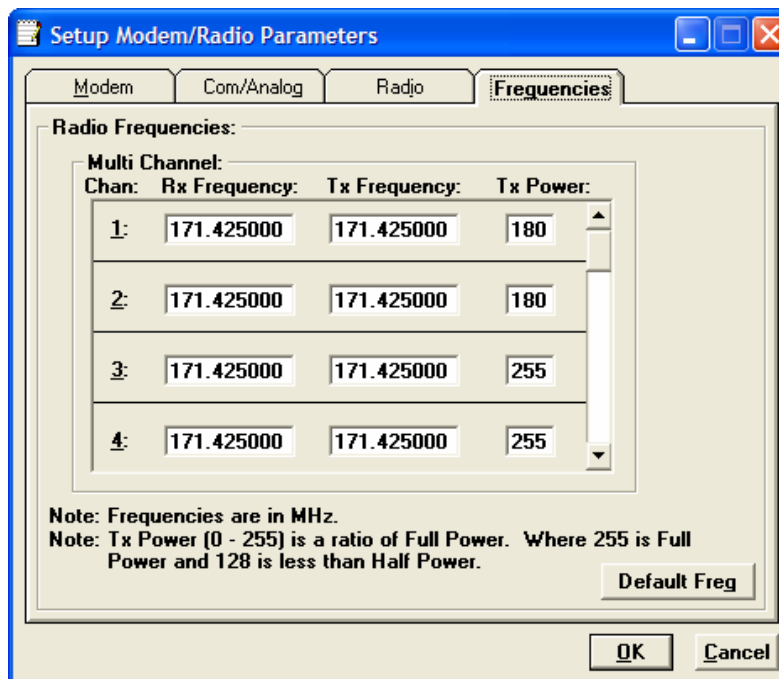 Setup Modem/Radio Parameters
Modem Com/Analog Radio Frequencies
Radio Frequencies:
Multi Channel:
Chan: Rx Frequency: Tx Frequency: Tx Power:
1: 171.425000 171.425000 180
2: 171.425000 171.425000 180
3: 171.425000 171.425000 255
4: 171.425000 171.425000 255
Note: Frequencies are in MHz.
Note: Tx Power (0 - 255) is a ratio of Full Power. Where 255 is Full
Power and 128 is less than Half Power.
Default Freq
OK Cancel